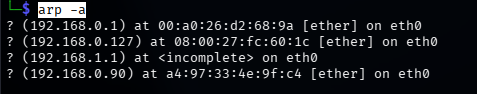 └─$ arp -a
? (192.168.0.1) at 00:a0:26:d2:68:9a [ether] on eth0
? (192.168.0.127) at 08:00:27:fc:60:1c [ether] on eth0
? (192.168.1.1) at <incomplete> on eth0
? (192.168.0.90) at a4:97:33:4e:9f:c4 [ether] on eth0